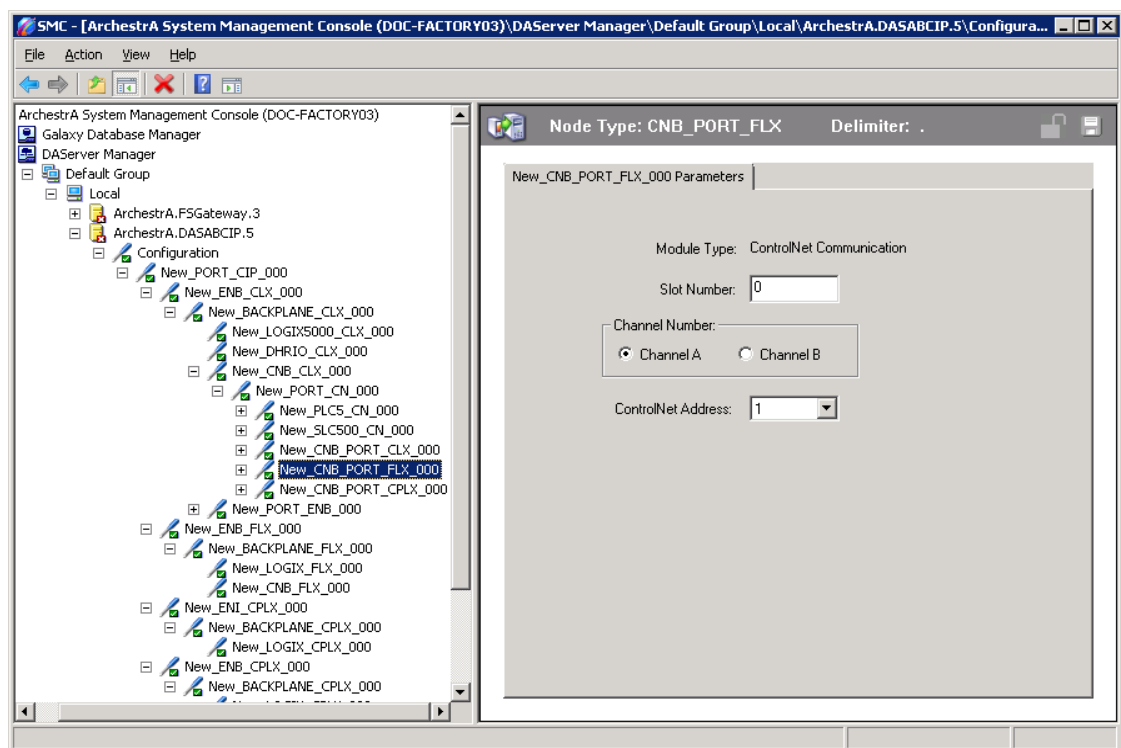 SMC - [ArchestrA System Management Console (DOC-FACTORY03)\DAServer Manager\Default Group\Local\ArchestrA.DASABCIP.5\Configura...
File Action View Help
ArchestrA System Management Console (DOC-FACTORY03)
Galaxy Database Manager
DAServer Manager
Default Group
Local
ArchestrA.FSGateway.3
ArchestrA.DASABCIP.5
Configuration
New_PORT_CIP_000
New_ENB_CLX_000
New_BACKPLANE_CLX_000
New_LOGIX5000_CLX_000
New_DHRIO_CLX_000
New_CNB_CLX_000
New_PORT_CN_000
New_PLC5_CN_000
New_SLC500_CN_000
New_CNB_PORT_CLX_000
New_CNB_PORT_FLX_000
New_CNB_PORT_CPLX_000
New_PORT_ENB_000
New_ENB_FLX_000
New_BACKPLANE_FLX_000
New_LOGIX_FLX_000
New_CNB_FLX_000
New_ENI_CPLX_000
New_BACKPLANE_CPLX_000
New_LOGIX_CPLX_000
New_ENB_CPLX_000
New_BACKPLANE_CPLX_000
Node Type: CNB_PORT_FLX Delimiter: .
New_CNB_PORT_FLX_000 Parameters
Module Type: ControlNet Communication
Slot Number: 0
Channel Number:
Channel A Channel B
ControlNet Address: 1